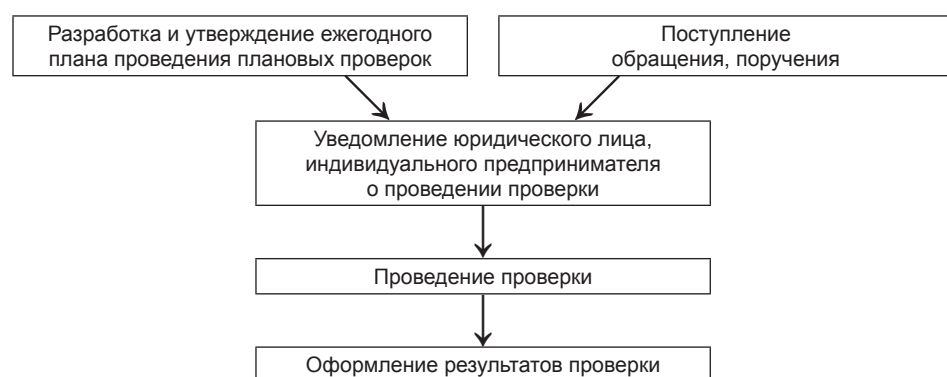 Разработка и утверждение ежегодного
плана проведения плановых проверок
Поступление
обращения, поручения
Уведомление юридического лица,
индивидуального предпринимателя
о проведении проверки
Проведение проверки
Оформление результатов проверки